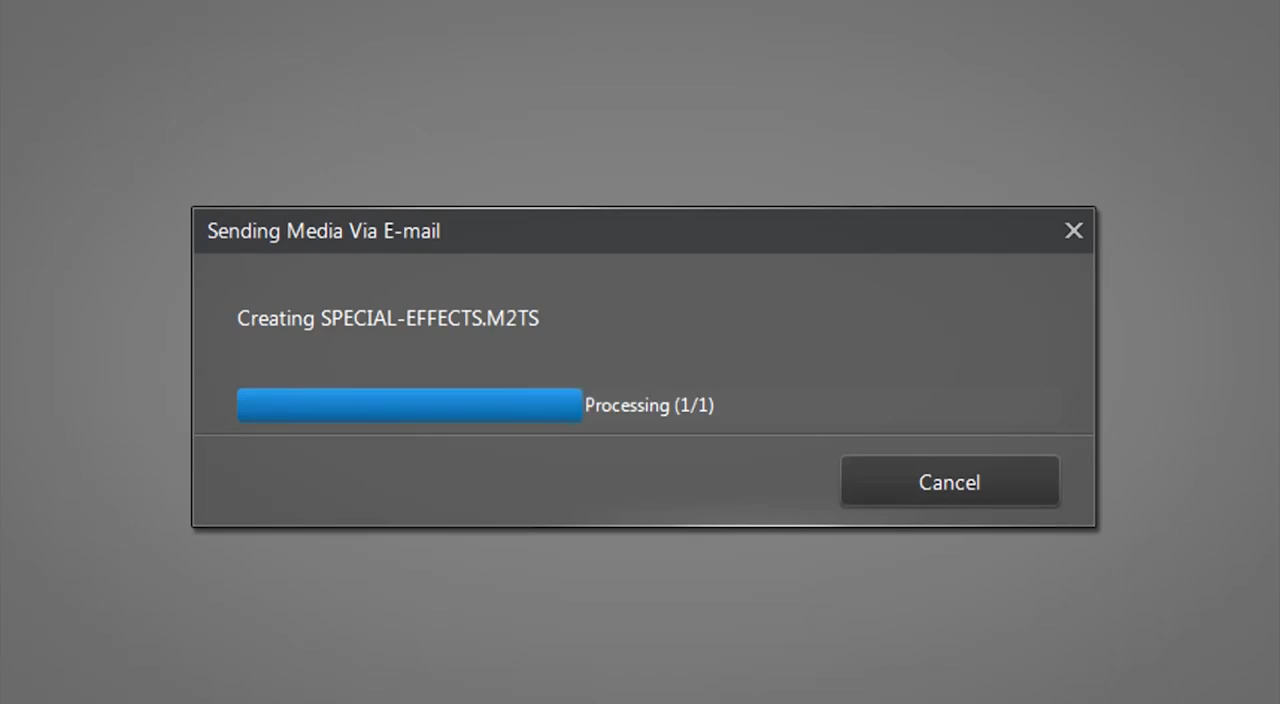 Sending Media Via E-mail
Creating SPECIAL-EFFECTS.M2TS
Processing (1/1)
Cancel